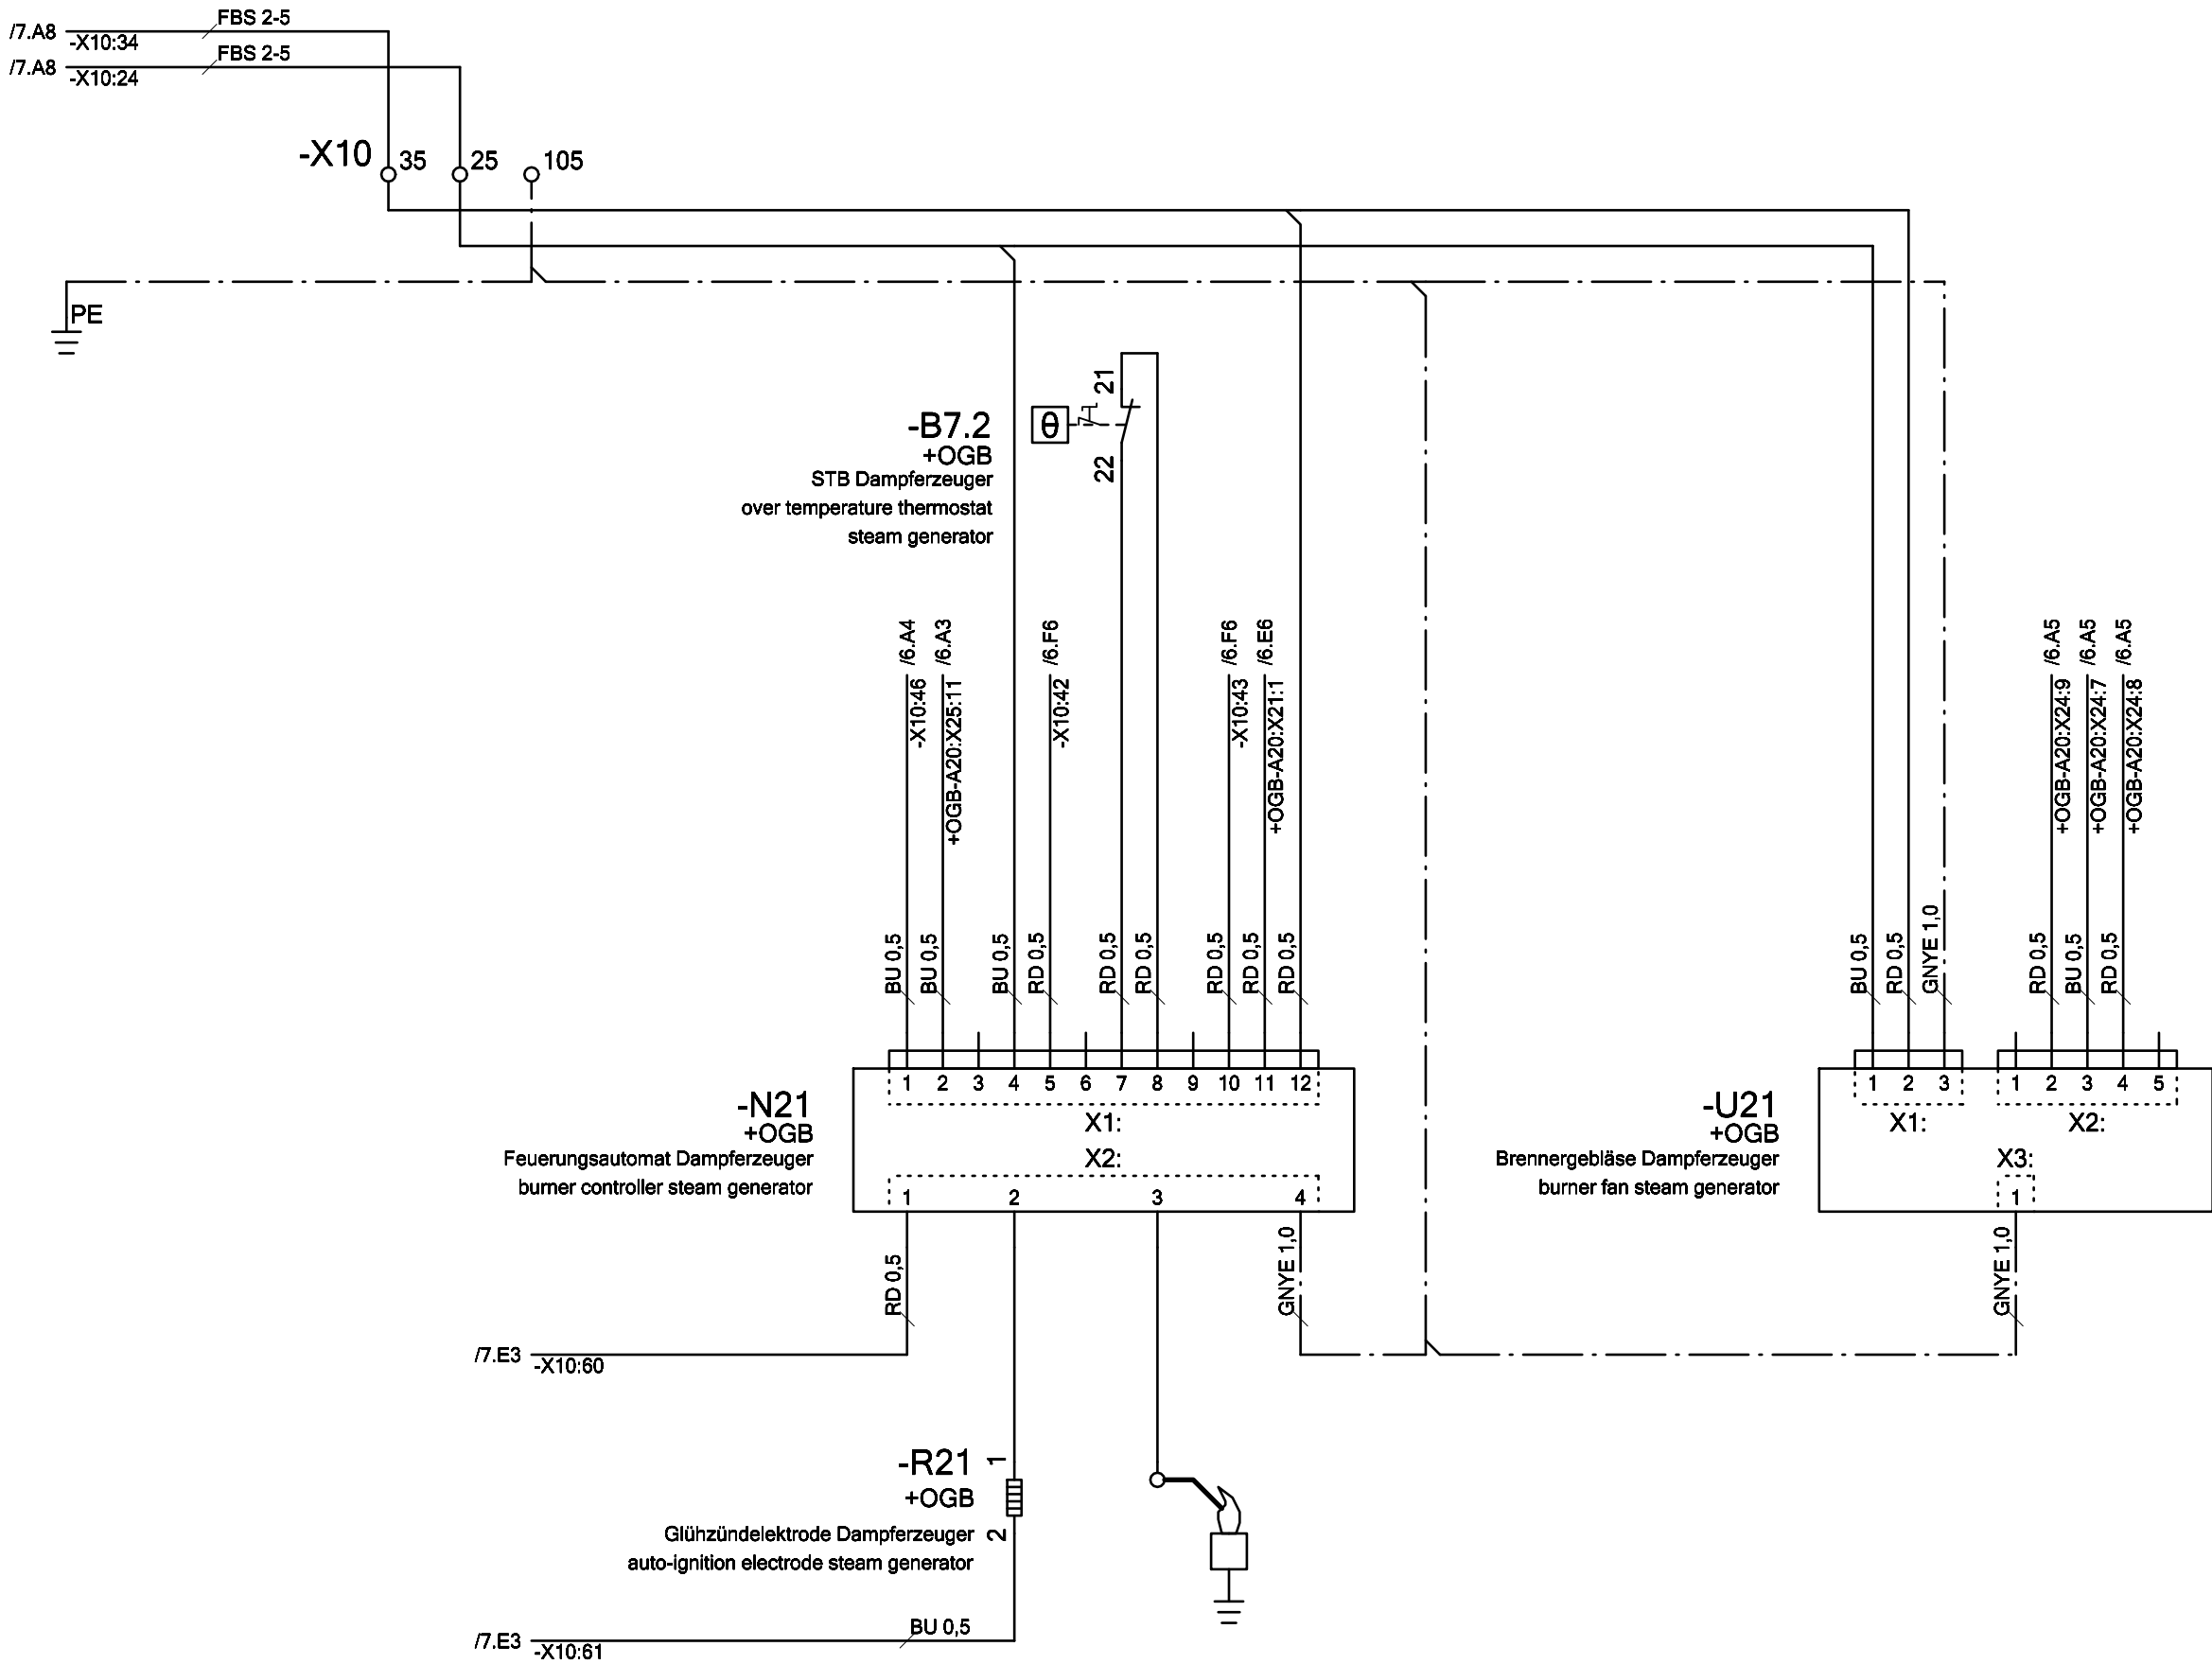 /7.A8
-X10:34
FBS 2-5
/7.A8
-X10:24
FBS 2-5
-X10
35
25
105
PE
-B7.2
+OGB
STB Dampferzeuger
over temperature thermostat
steam generator
θ
21
22
/6.A4
-X10:46
/6.A3
+OGB-A20:X25:11
/6.F6
-X10:42
/6.F6
-X10:43
/6.E6
+OGB-A20:X21:1
/6.A5
+OGB-A20:X24:9
/6.A5
+OGB-A20:X24:7
/6.A5
+OGB-A20:X24:8
BU 0,5
BU 0,5
BU 0,5
RD 0,5
RD 0,5
RD 0,5
RD 0,5
RD 0,5
RD 0,5
BU 0,5
RD 0,5
GNYE 1,0
RD 0,5
BU 0,5
RD 0,5
-N21
+OGB
Feuerungsautomat Dampferzeuger
burner controller steam generator
1 2 3 4 5 6 7 8 9 10 11 12
X1:
X2:
1 2 3 4
-U21
+OGB
Brennergebläse Dampferzeuger
burner fan steam generator
1 2 3
X1:
1 2 3 4 5
X2:
X3:
1
RD 0,5
GNYE 1,0
GNYE 1,0
/7.E3
-X10:60
-R21
+OGB
Glühzündelektrode Dampferzeuger
auto-ignition electrode steam generator
1
2
/7.E3
-X10:61
BU 0,5